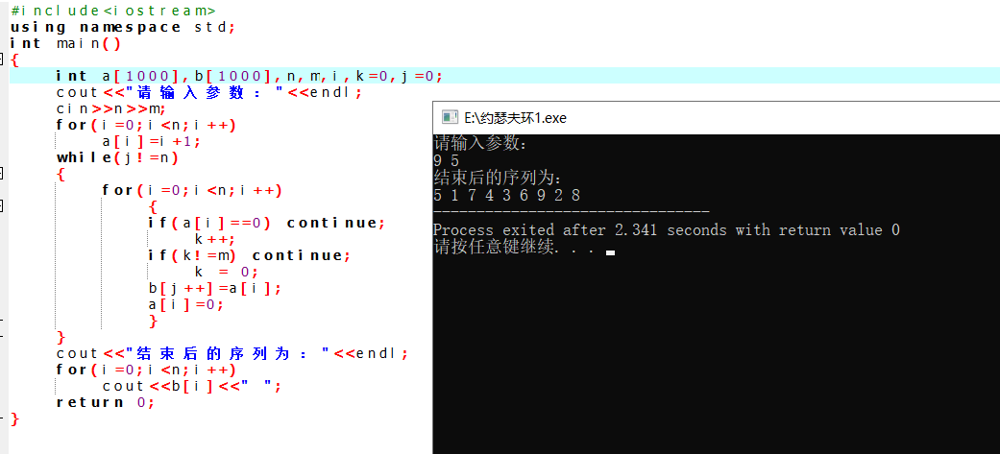 #include<iostream>
using namespace std;
int main()
{
int a[1000],b[1000],n,m,i,k=0,j=0;
cout<<"请输入参数："<<endl;
cin>>n>>m;
for(i=0;i<n;i++)
a[i]=i+1;
while(j!=n)
{
for(i=0;i<n;i++)
{
if(a[i]==0) continue;
k++;
if(k!=m) continue;
k = 0;
b[j++]=a[i];
a[i]=0;
}
}
cout<<"结束后的序列为："<<endl;
for(i=0;i<n;i++)
cout<<b[i]<<" ";
return 0;
}
E:\约瑟夫环1.exe
请输入参数：
9 5
结束后的序列为：
5 1 7 4 3 6 9 2 8
--------------------------------
Process exited after 2.341 seconds with return value 0
请按任意键继续. . .